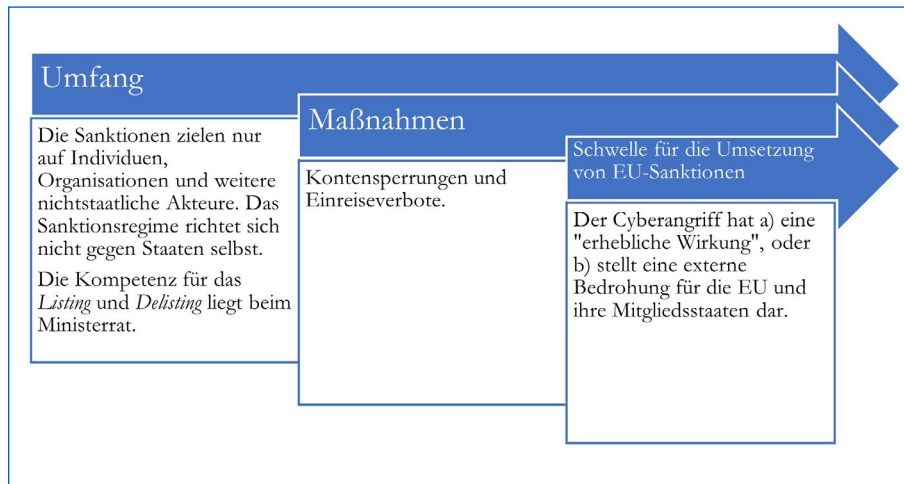 Umfang
Die Sanktionen zielen nur
auf Individuen,
Organisationen und weitere
nichtstaatliche Akteure. Das
Sanktionsregime richtet sich
nicht gegen Staaten selbst.
Die Kompetenz für das
Listing und Delisting liegt beim
Ministerrat.
Maßnahmen
Kontensperrungen und
Einreiseverbote.
Schwelle für die Umsetzung
von EU-Sanktionen
Der Cyberangriff hat a) eine
"erhebliche Wirkung", oder
b) stellt eine externe
Bedrohung für die EU und
ihre Mitgliedsstaaten dar.